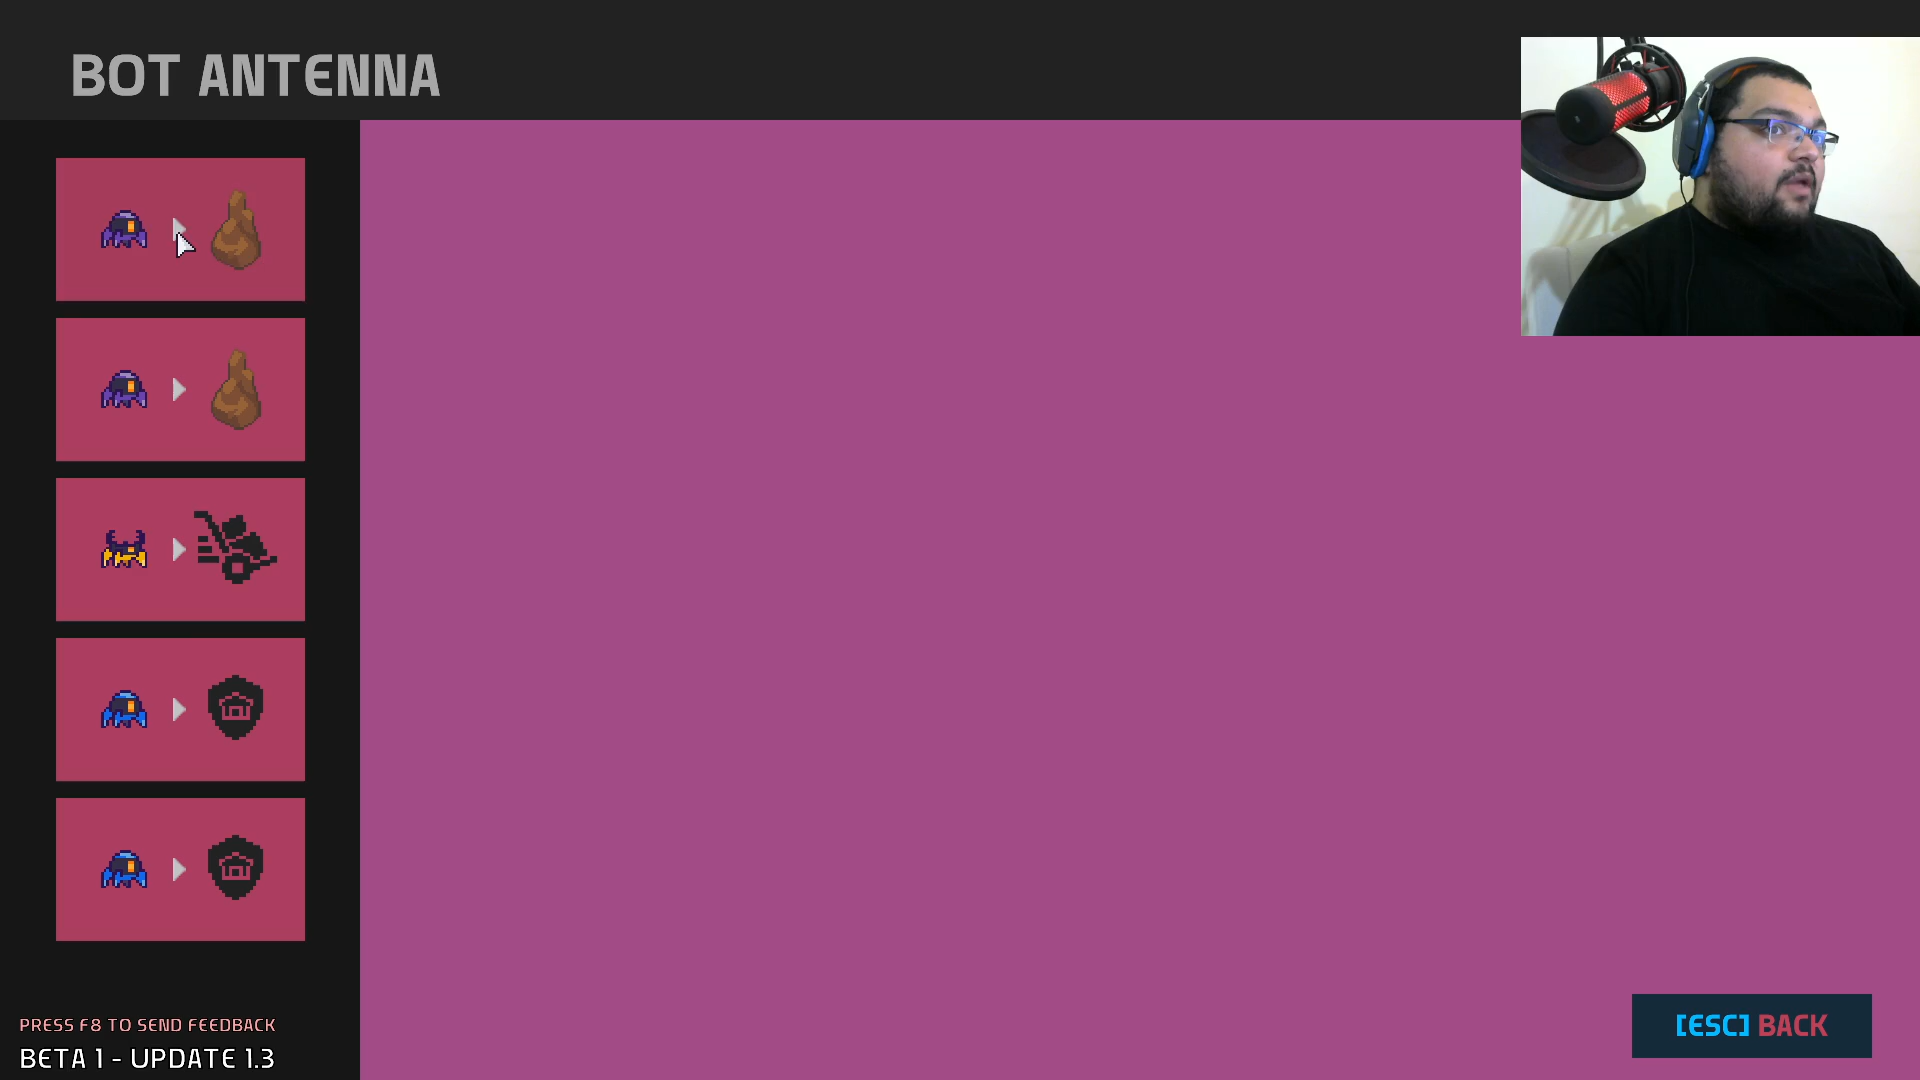 BOT ANTENNA
PRESS F8 TO SEND FEEDBACK
BETA 1 - UPDATE 1.3
[ESC] BACK